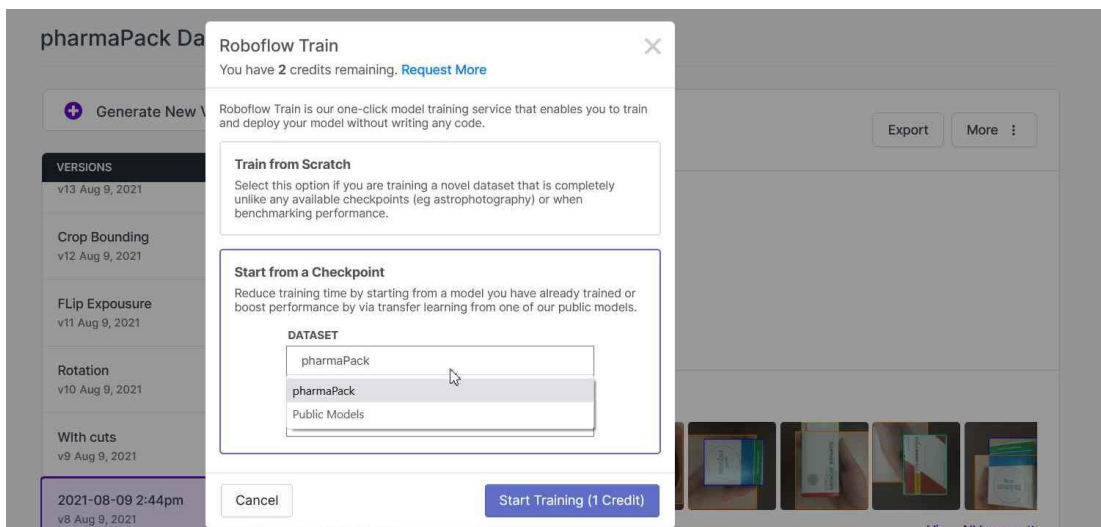 pharmaPack Da
Generate New V
VERSIONS
v13 Aug 9, 2021
Crop Bounding
v12 Aug 9, 2021
FLip Expousure
v11 Aug 9, 2021
Rotation
v10 Aug 9, 2021
WIth cuts
v9 Aug 9, 2021
2021-08-09 2:44pm
v8 Aug 9, 2021
Roboflow Train
You have 2 credits remaining. Request More
Roboflow Train is our one-click model training service that enables you to train
and deploy your model without writing any code.
Train from Scratch
Select this option if you are training a novel dataset that is completely
unlike any available checkpoints (eg astrophotography) or when
benchmarking performance.
Start from a Checkpoint
Reduce training time by starting from a model you have already trained or
boost performance by via transfer learning from one of our public models.
DATASET
pharmaPack
pharmaPack
Public Models
Cancel
Start Training (1 Credit)
Export
More